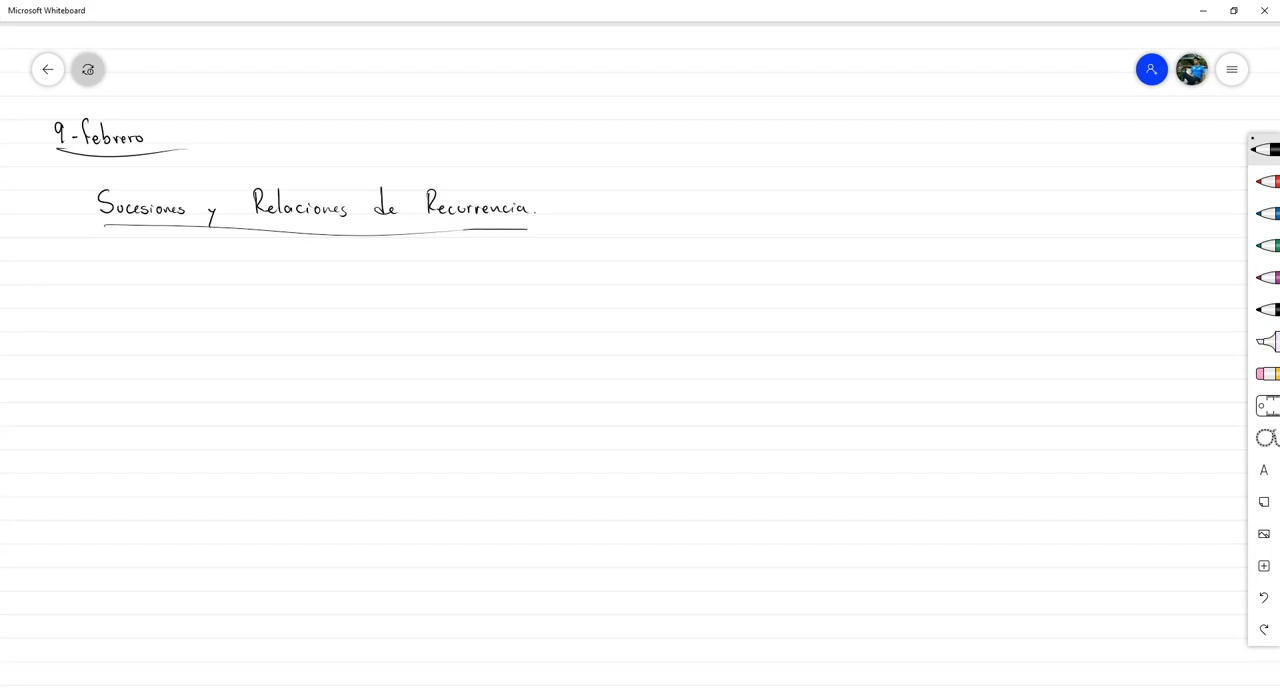 Microsoft Whiteboard
9-febrero
Sucesiones y Relaciones de Recurrencia.
A